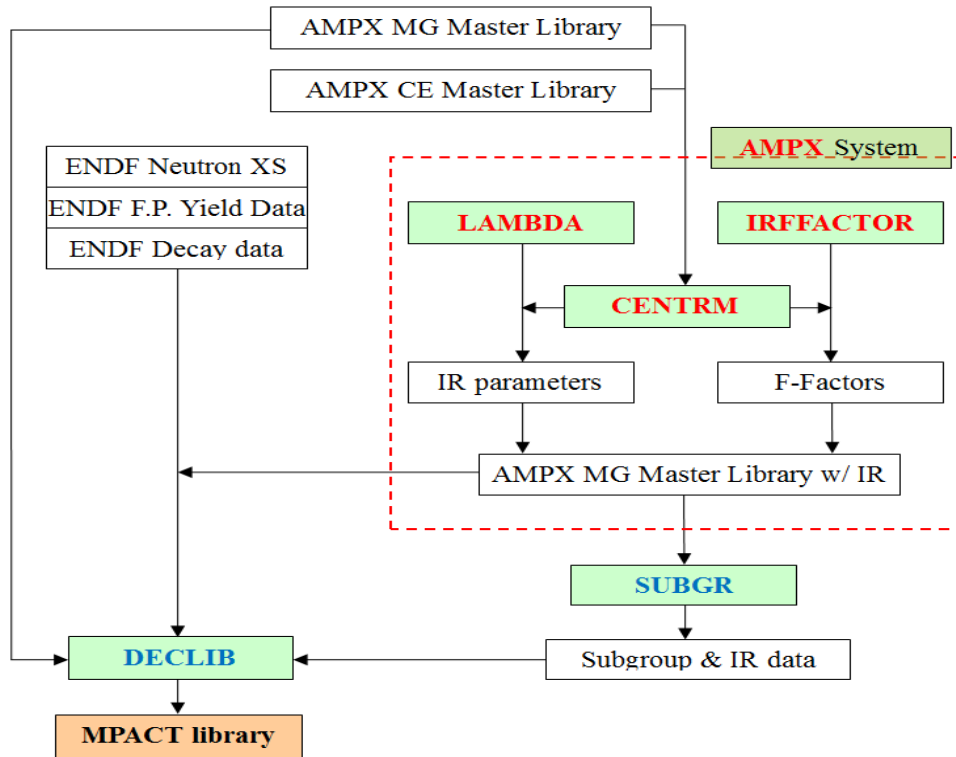 AMPX MG Master Library
AMPX CE Master Library
AMPX System
ENDF Neutron XS
ENDF F.P. Yield Data
ENDF Decay data
LAMBDA
IRFFACTOR
CENTRM
IR parameters
F-Factors
AMPX MG Master Library w/ IR
SUBGR
DECLIB
Subgroup & IR data
MPACT library